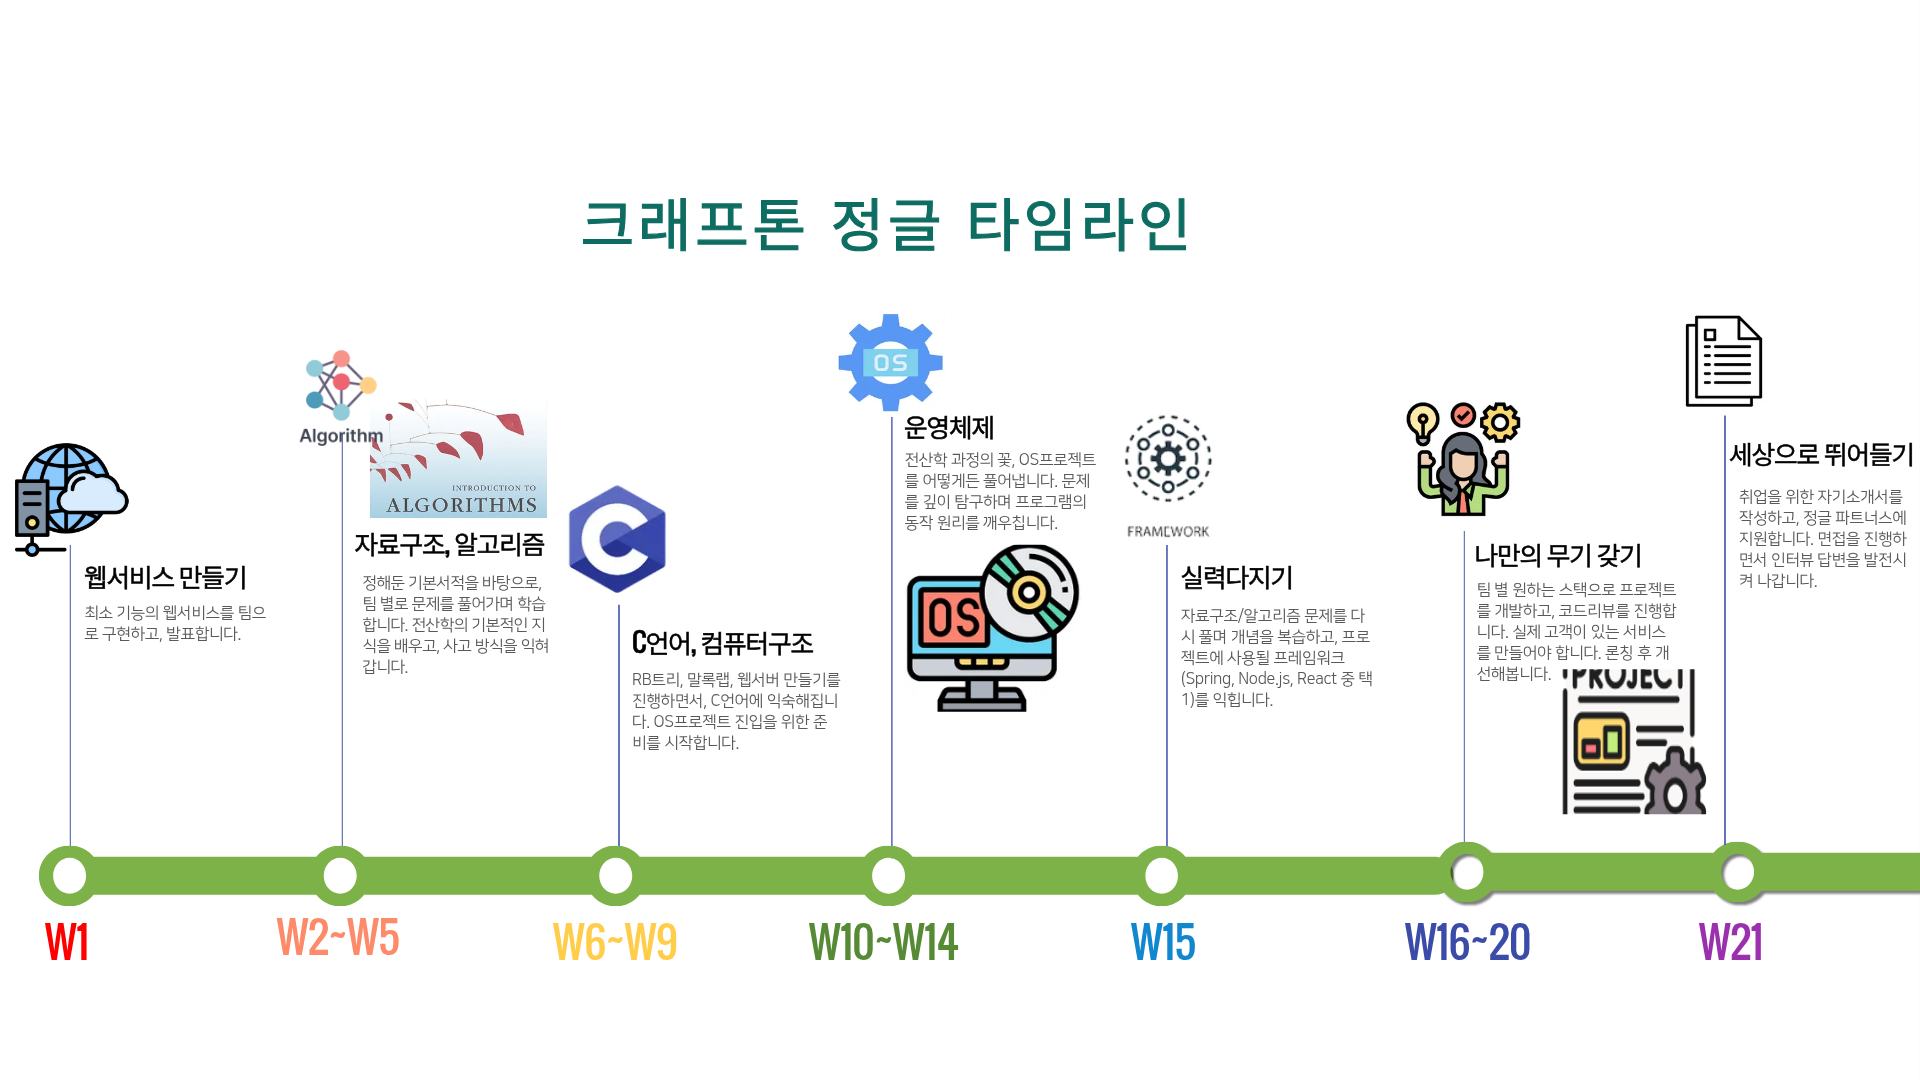 크래프톤 정글 타임라인
웹서비스 만들기
최소 기능의 웹서비스를 팀으
로 구현하고, 발표합니다.
W1
Algorithm
INTRODUCTION TO
ALGORITHMS
자료구조, 알고리즘
정해둔 기본서적을 바탕으로,
팀 별로 문제를 풀어가며 학습
합니다. 전산학의 기본적인 지
식을 배우고, 사고 방식을 익혀
갑니다.
W2~W5
C
C언어, 컴퓨터구조
RB트리, 말록랩, 웹서버 만들기를
진행하면서, C언어에 익숙해집니
다. OS프로젝트 진입을 위한 준
비를 시작합니다.
W6~W9
OS
운영체제
전산학 과정의 꽃, OS프로젝트
를 어떻게든 풀어냅니다. 문제
를 깊이 탐구하며 프로그램의
동작 원리를 깨우칩니다.
OS
W10~W14
FRAMEWORK
실력다지기
자료구조/알고리즘 문제를 다
시 풀며 개념을 복습하고, 프로
젝트에 사용될 프레임워크
(Spring, Node.js, React 중 택
1)를 익힙니다.
W15
나만의 무기 갖기
팀 별 원하는 스택으로 프로젝트
를 개발하고, 코드리뷰를 진행합
니다. 실제 고객이 있는 서비스
를 만들어야 합니다. 론칭 후 개
선해봅니다.
PROJECT
W16~20
세상으로 뛰어들기
취업을 위한 자기소개서를
작성하고, 정글 파트너스에
지원합니다. 면접을 진행하
면서 인터뷰 답변을 발전시
켜 나갑니다.
W21